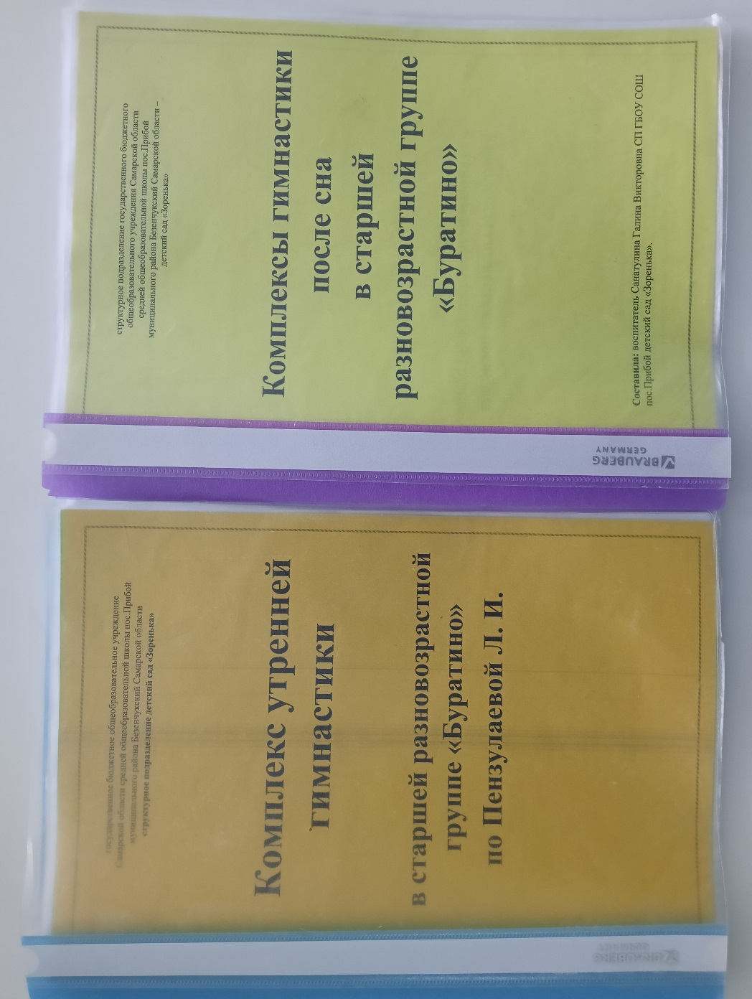 структурное подразделение государственного бюджетного
общеобразовательного учреждения Самарской области
средней общеобразовательной школы пос.Прибой
муниципального района Безенчукский Самарской области –
детский сад «Зоренька»
Комплексы гимнастики
после сна
в старшей
разновозрастной группе
«Буратино»
Составила: воспитатель Санатулина Галина Викторовна СП ГБОУ СОШ
пос.Прибой детский сад «Зоренька».
BRAUBERG
GERMANY
государственное бюджетное общеобразовательное учреждение
Самарской области средней общеобразовательной школы пос.Прибой
муниципального района Безенчукский Самарской области
структурное подразделение детский сад «Зоренька»
Комплекс утренней
гимнастики
в старшей разновозрастной
группе «Буратино»
по Пензулаевой Л. И.
BRAUBERG
GERMANY